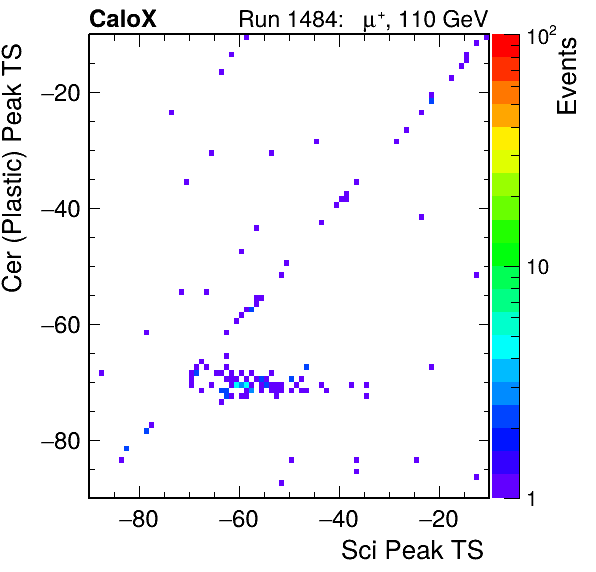 CaloX Run 1484: μ⁺, 110 GeV
Cer (Plastic) Peak TS
−20
−40
−60
−80
−80 −60 −40 −20
Sci Peak TS
10²
10
1
Events